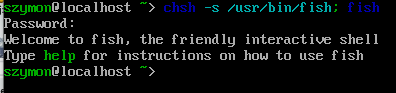 szymon@localhost ~> chsh -s /usr/bin/fish; fish
Password:
Welcome to fish, the friendly interactive shell
Type help for instructions on how to use fish
szymon@localhost ~>